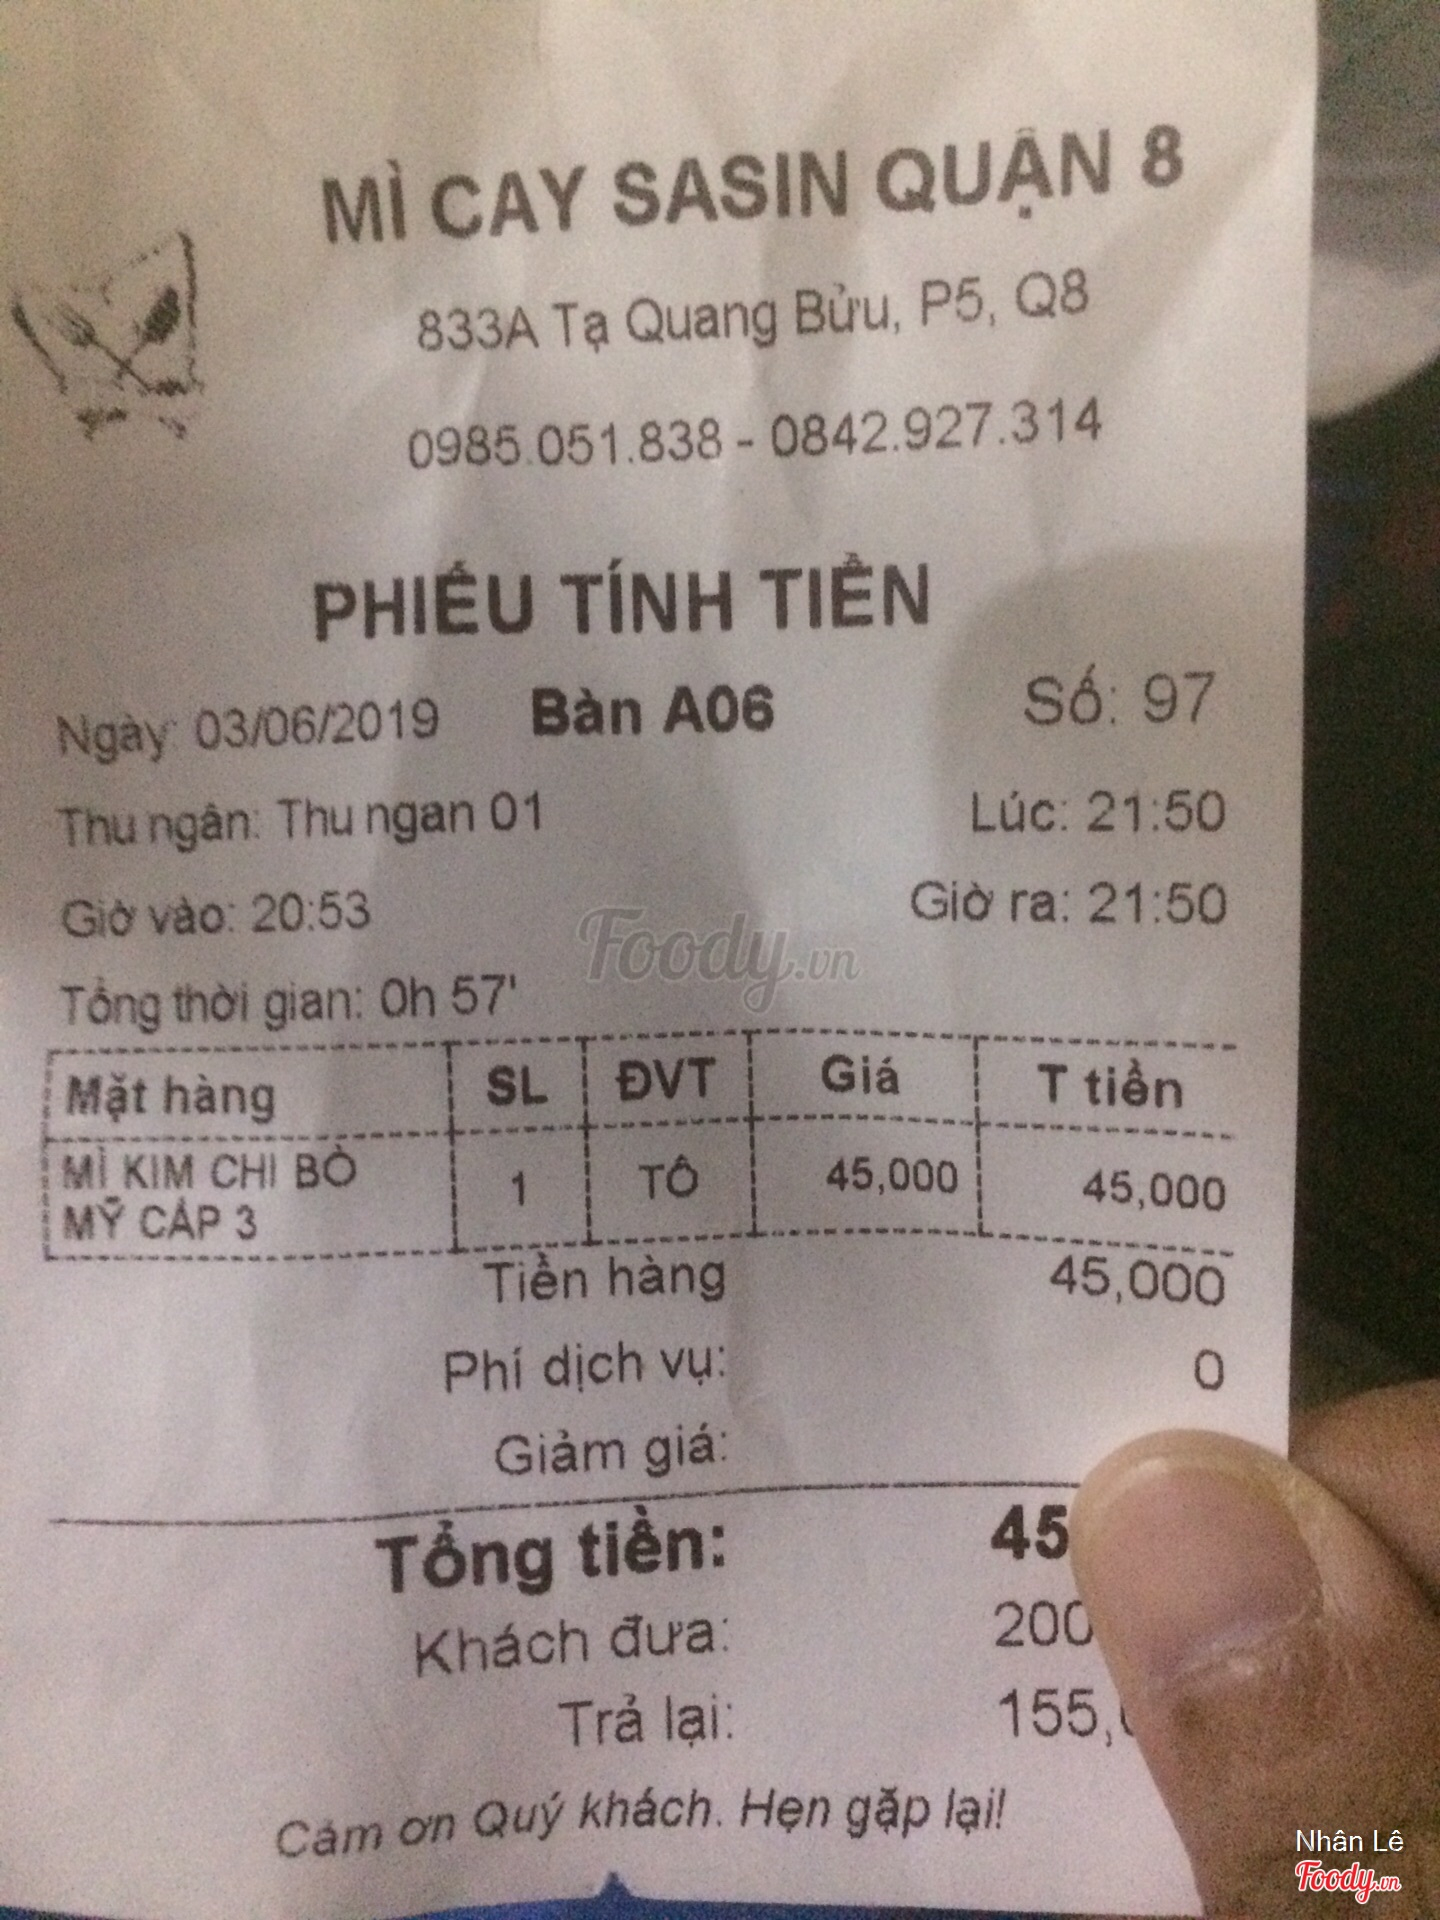 MÌ CAY SASIN QUẬN 8
833A Tạ Quang Bửu, P5, Q8
0985.051.838 - 0842.927.314
PHIẾU TÍNH TIỀN
Ngày: 03/06/2019 Bàn A06 Số: 97
Thu ngân: Thu ngan 01 Lúc: 21:50
Giờ vào: 20:53 Giờ ra: 21:50
Foody.vn
Tổng thời gian: 0h 57'
Mặt hàng SL ĐVT Giá T tiền
MÌ KIM CHI BÒ MỸ CẤP 3 1 TÔ 45,000 45,000
Tiền hàng 45,000
Phí dịch vụ: 0
Giảm giá:
Tổng tiền: 45
Khách đưa: 200
Trả lại: 155,
Cám ơn Quý khách. Hẹn gặp lại!
Nhân Lê
Foody.vn